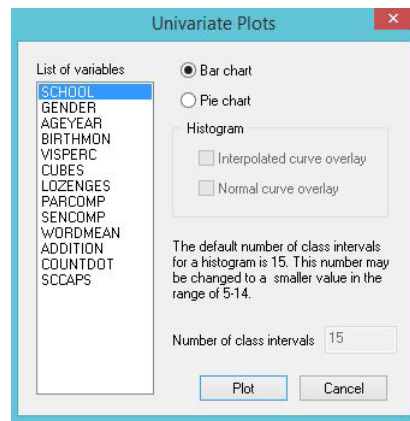 Univariate Plots
List of variables
SCHOOL
GENDER
AGEYEAR
BIRTHMON
VISPERC
CUBES
LOZENGES
PARCOMP
SENCOMP
WORDMEAN
ADDITION
COUNTDOT
SCCAPS
Bar chart
Pie chart
Histogram
Interpolated curve overlay
Normal curve overlay
The default number of class intervals
for a histogram is 15. This number may
be changed to a smaller value in the
range of 5-14.
Number of class intervals 15
Plot Cancel